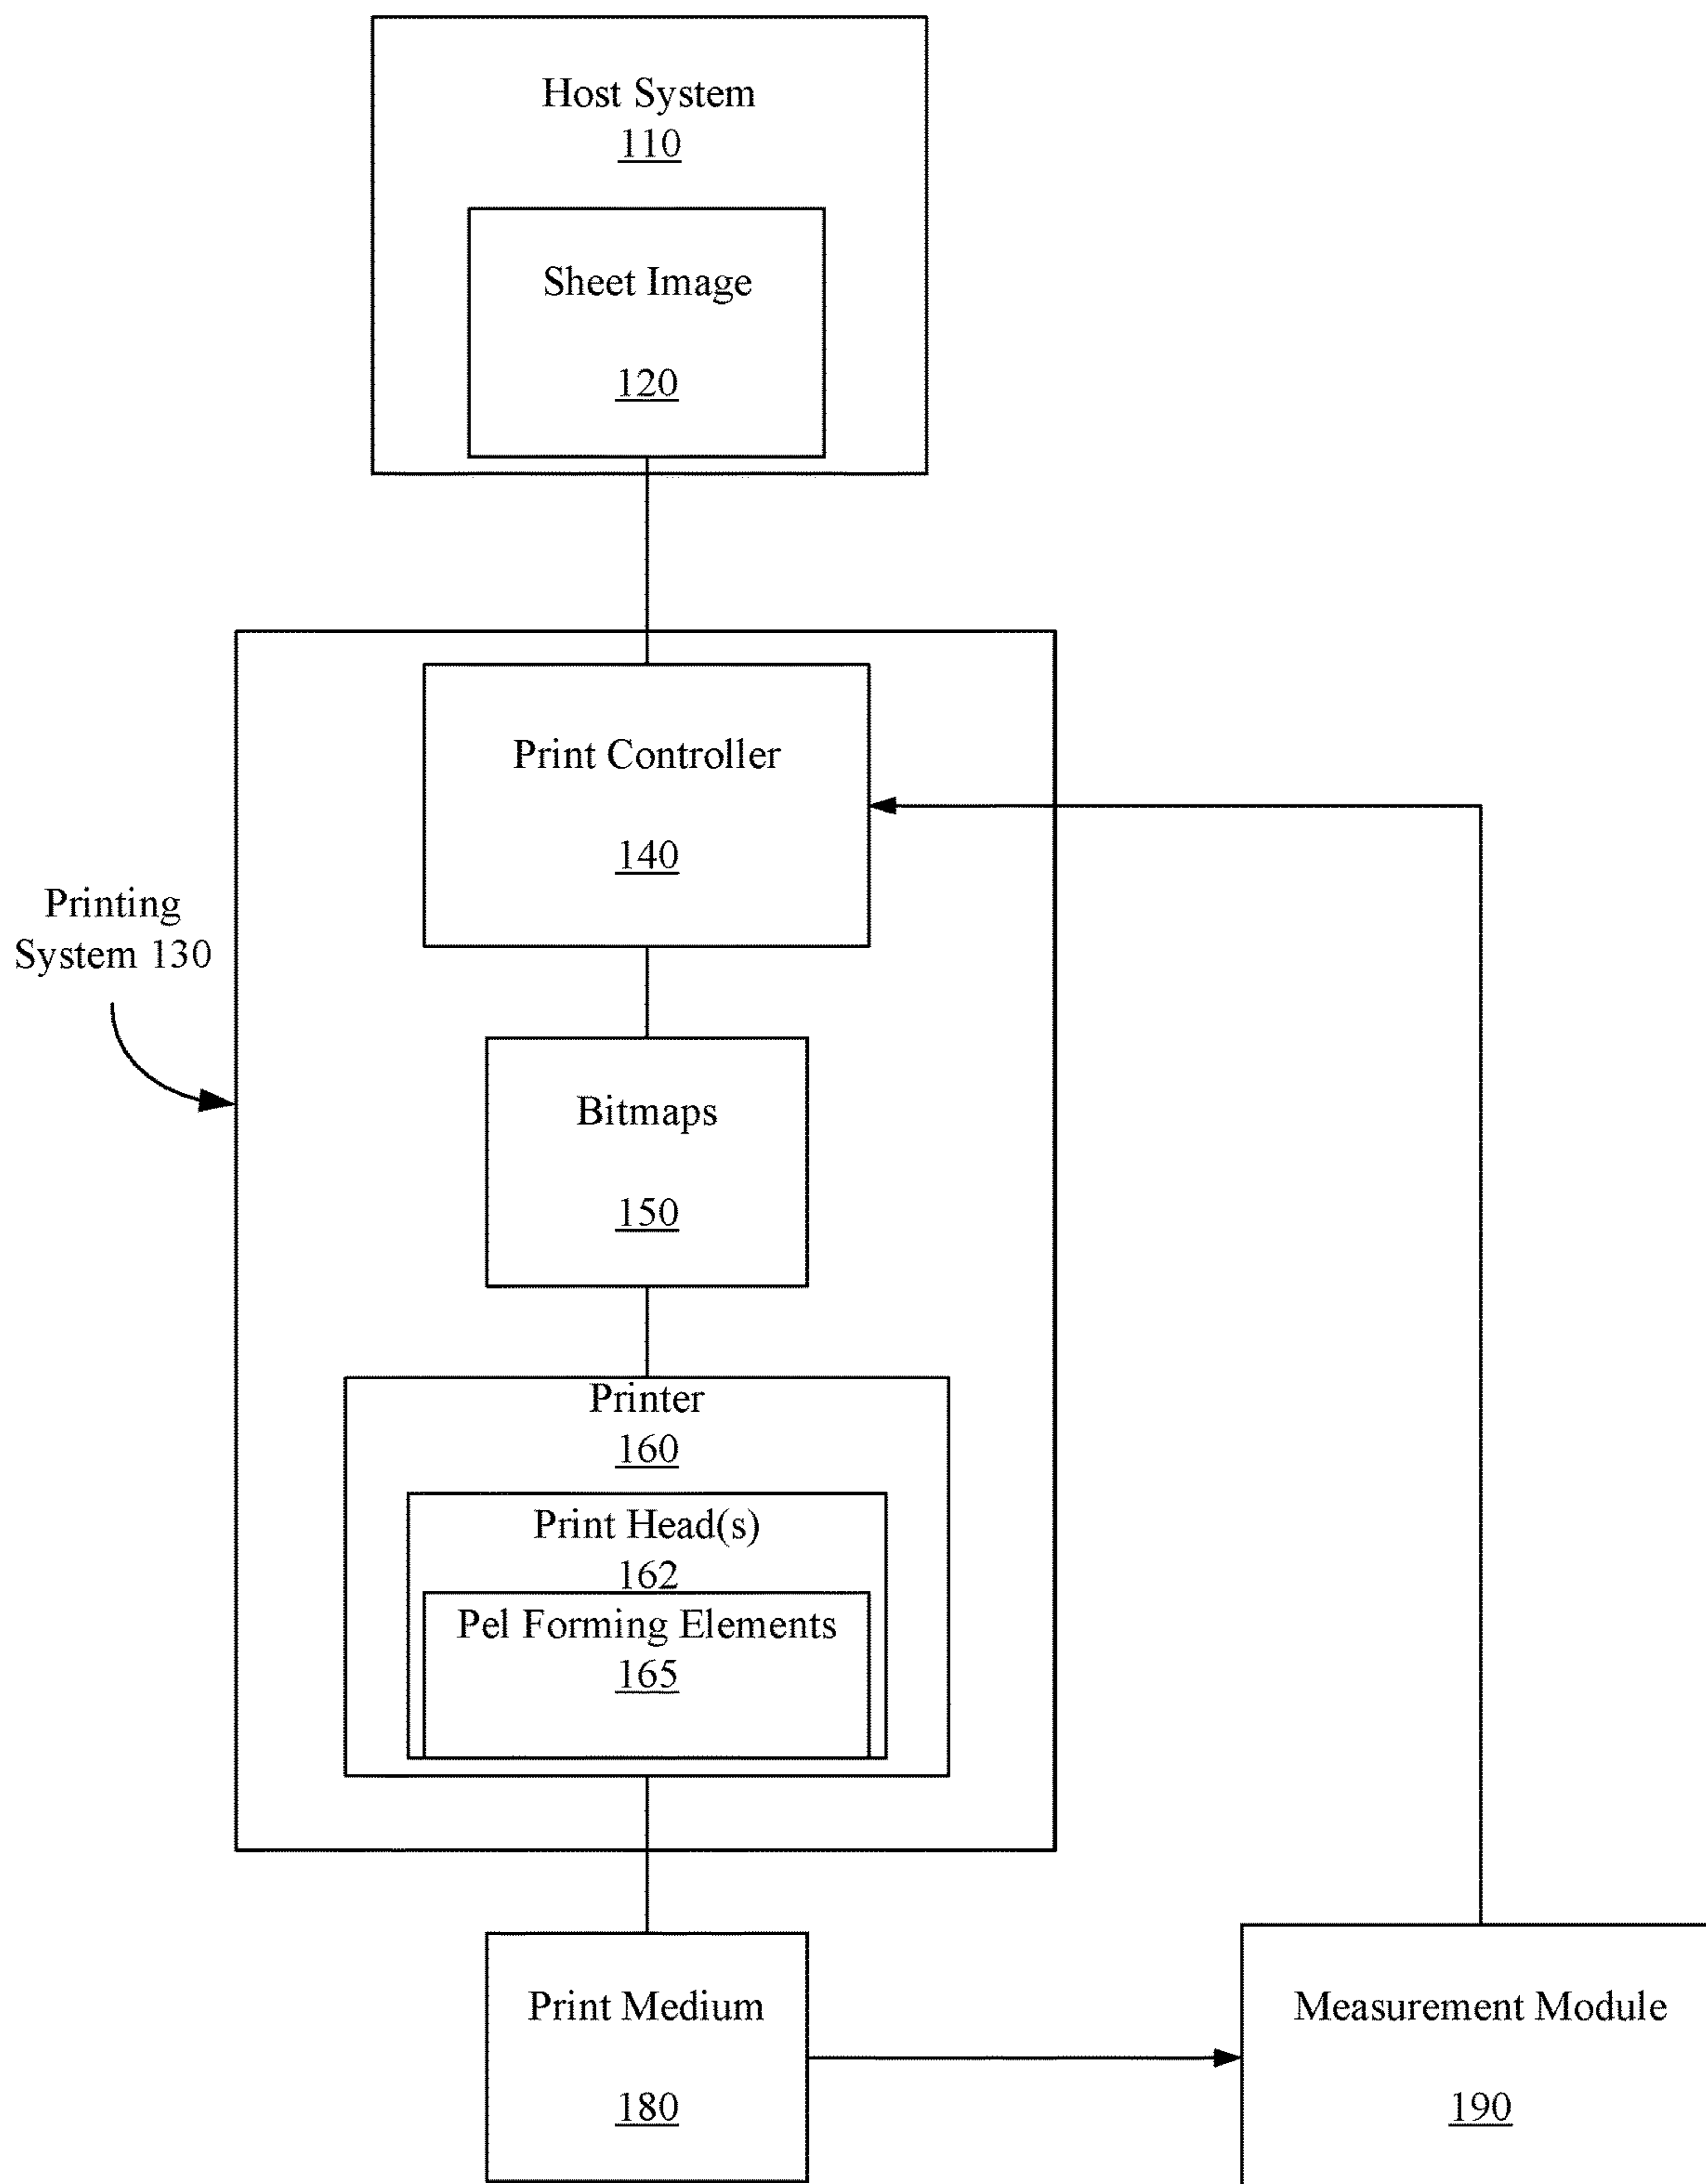 Host System
110
Sheet Image
120
Print Controller
140
Printing
System 130
Bitmaps
150
Printer
160
Print Head(s)
162
Pel Forming Elements
165
Print Medium
180
Measurement Module
190